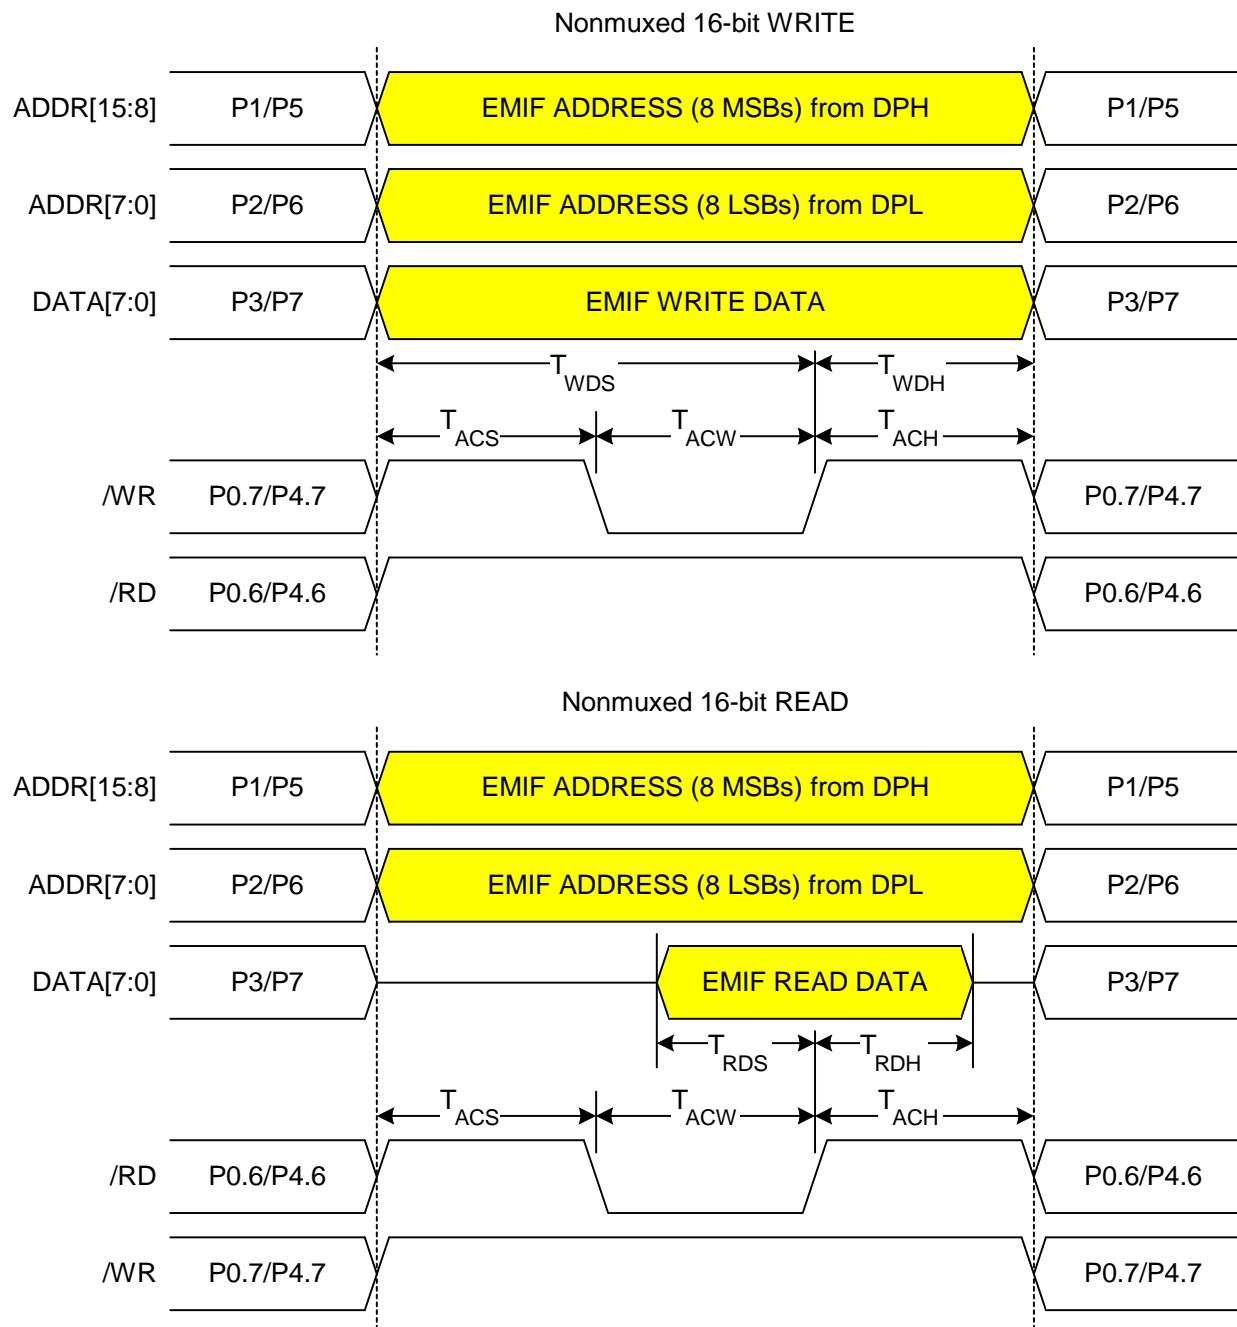 Nonmuxed 16-bit WRITE
ADDR[15:8] P1/P5 EMIF ADDRESS (8 MSBs) from DPH P1/P5
ADDR[7:0] P2/P6 EMIF ADDRESS (8 LSBs) from DPL P2/P6
DATA[7:0] P3/P7 EMIF WRITE DATA P3/P7
TWDS TWDH
TACS TACW TACH
/WR P0.7/P4.7 P0.7/P4.7
/RD P0.6/P4.6 P0.6/P4.6
Nonmuxed 16-bit READ
ADDR[15:8] P1/P5 EMIF ADDRESS (8 MSBs) from DPH P1/P5
ADDR[7:0] P2/P6 EMIF ADDRESS (8 LSBs) from DPL P2/P6
DATA[7:0] P3/P7 EMIF READ DATA P3/P7
TRDS TRDH
TACS TACW TACH
/RD P0.6/P4.6 P0.6/P4.6
/WR P0.7/P4.7 P0.7/P4.7